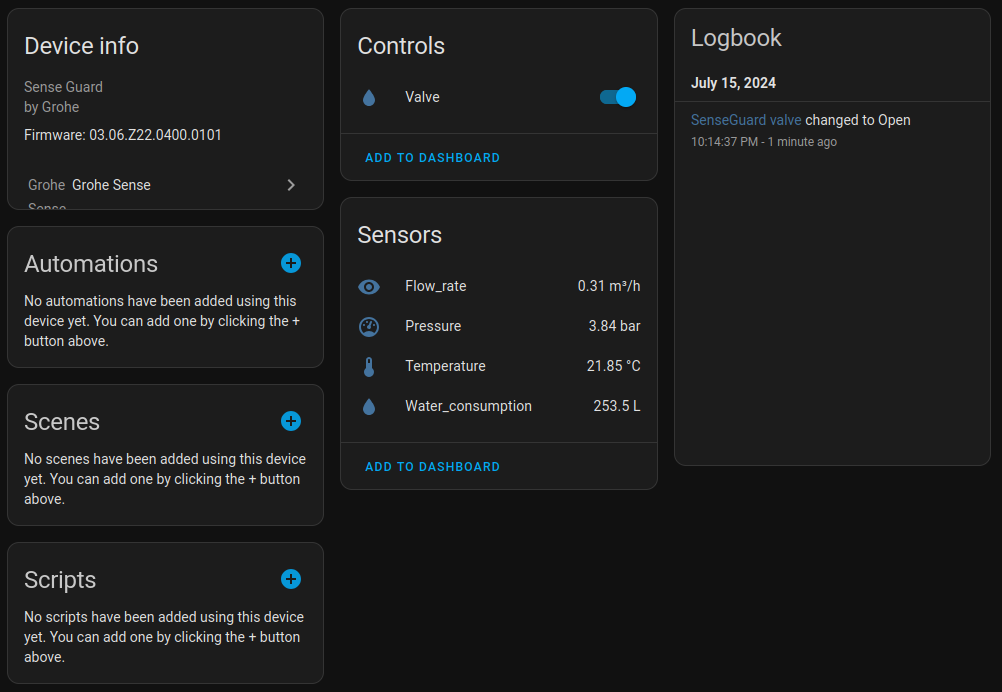 Device info
Sense Guard
by Grohe
Firmware: 03.06.Z22.0400.0101
Grohe Grohe Sense
Sense
Automations
No automations have been added using this
device yet. You can add one by clicking the +
button above.
Scenes
No scenes have been added using this device
yet. You can add one by clicking the + button
above.
Scripts
No scripts have been added using this device
yet. You can add one by clicking the + button
above.
Controls
Valve
ADD TO DASHBOARD
Sensors
Flow_rate 0.31 m³/h
Pressure 3.84 bar
Temperature 21.85 °C
Water_consumption 253.5 L
ADD TO DASHBOARD
Logbook
July 15, 2024
SenseGuard valve changed to Open
10:14:37 PM - 1 minute ago